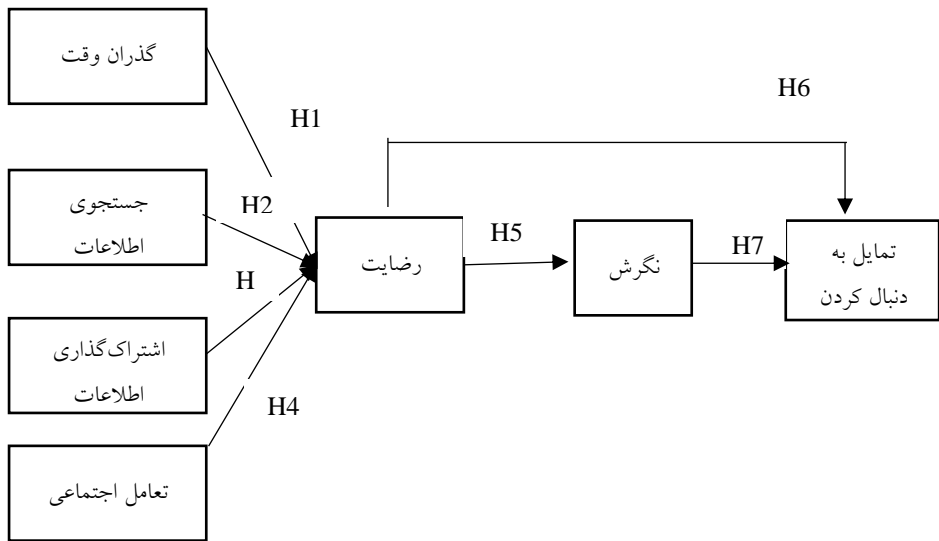 گذران وقت
H1
H6
جستجوی
اطلاعات
H2
رضایت
H5
نگرش
H7
تمایل به
دنبال کردن
H
اشتراک‌گذاری
اطلاعات
H4
تعامل اجتماعی